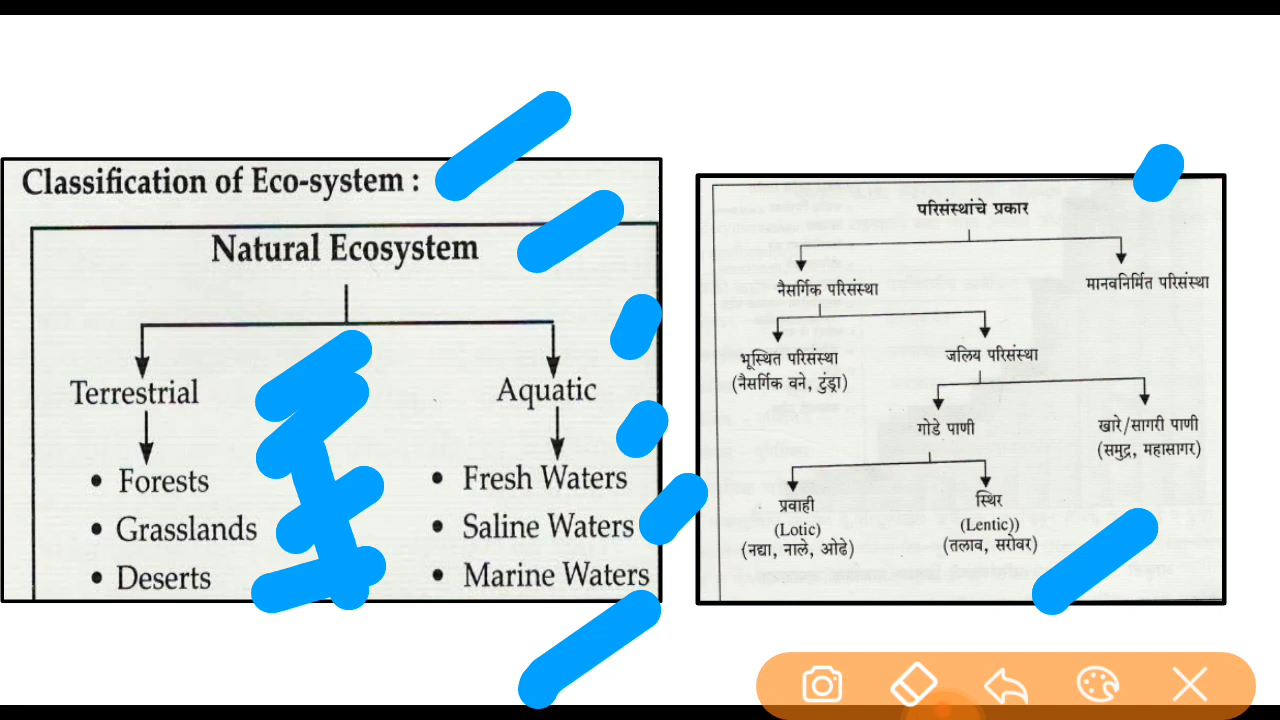 Classification of Eco-system :
Natural Ecosystem
Terrestrial
Aquatic
• Forests
• Grasslands
• Deserts
• Fresh Waters
• Saline Waters
• Marine Waters
परिसंस्थांचे प्रकार
नैसर्गिक परिसंस्था
मानवनिर्मित परिसंस्था
भूस्थित परिसंस्था
(नैसर्गिक वने, टुंड्रा)
जलिय परिसंस्था
गोडे पाणी
खारे/सागरी पाणी
(समुद्र, महासागर)
प्रवाही
(Lotic)
(नद्या, नाले, ओढे)
स्थिर
(Lentic))
(तलाव, सरोवर)